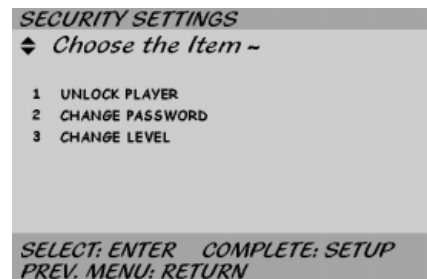 SECURITY SETTINGS
Choose the Item ~
1 UNLOCK PLAYER
2 CHANGE PASSWORD
3 CHANGE LEVEL
SELECT: ENTER COMPLETE: SETUP
PREV. MENU: RETURN